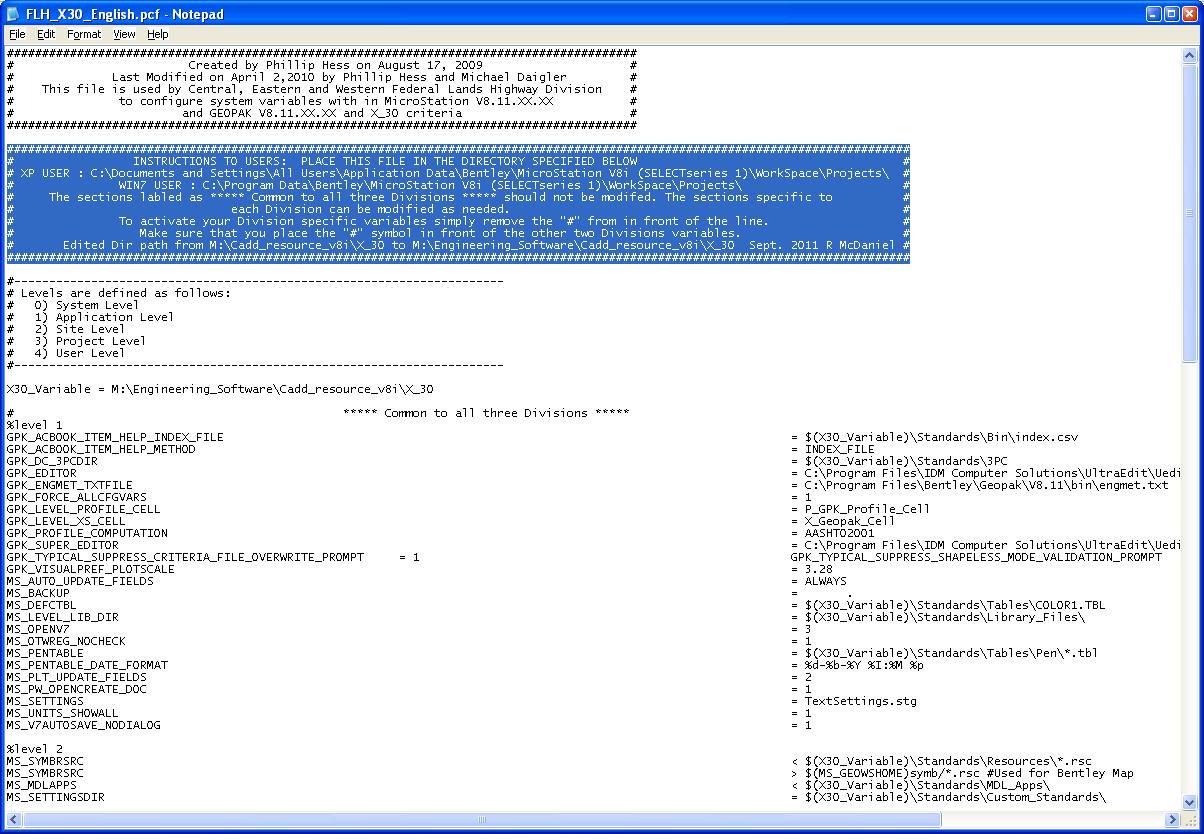 FLH_X30_English.pcf - Notepad
File Edit Format View Help
##########################################################################################
# Created by Phillip Hess on August 17, 2009 #
# Last Modified on April 2,2010 by Phillip Hess and Michael Daigler #
# This file is used by Central, Eastern and Western Federal Lands Highway Division #
# to configure system variables with in MicroStation V8.11.XX.XX #
# and GEOPAK V8.11.XX.XX and X_30 criteria #
##########################################################################################
#################################################################################################################################
# INSTRUCTIONS TO USERS: PLACE THIS FILE IN THE DIRECTORY SPECIFIED BELOW #
# XP USER : C:\Documents and Settings\All Users\Application Data\Bentley\MicroStation V8i (SELECTseries 1)\WorkSpace\Projects\ #
# WIN7 USER : C:\Program Data\Bentley\MicroStation V8i (SELECTseries 1)\WorkSpace\Projects\ #
# The sections labled as ***** Common to all three Divisions ***** should not be modifed. The sections specific to #
# each Division can be modified as needed. #
# To activate your Division specific variables simply remove the "#" from in front of the line. #
# Make sure that you place the "#" symbol in front of the other two Divisions variables. #
# Edited Dir path from M:\Cadd_resource_v8i\X_30 to M:\Engineering_Software\Cadd_resource_v8i\X_30 Sept. 2011 R McDaniel #
#################################################################################################################################
#----------------------------------------------------------------------
# Levels are defined as follows:
# 0) System Level
# 1) Application Level
# 2) Site Level
# 3) Project Level
# 4) User Level
#----------------------------------------------------------------------
X30_Variable = M:\Engineering_Software\Cadd_resource_v8i\X_30
# ***** Common to all three Divisions *****
%level 1
GPK_ACBOOK_ITEM_HELP_INDEX_FILE = $(X30_Variable)\Standards\Bin\index.csv
GPK_ACBOOK_ITEM_HELP_METHOD = INDEX_FILE
GPK_DC_3PCDIR = $(X30_Variable)\Standards\3PC
GPK_EDITOR = C:\Program Files\IDM Computer Solutions\UltraEdit\Uedi
GPK_ENGMET_TXTFILE = C:\Program Files\Bentley\Geopak\V8.11\bin\engmet.txt
GPK_FORCE_ALLCFGVARS = 1
GPK_LEVEL_PROFILE_CELL = P_GPK_Profile_Cell
GPK_LEVEL_XS_CELL = X_Geopak_Cell
GPK_PROFILE_COMPUTATION = AASHTO2001
GPK_SUPER_EDITOR = C:\Program Files\IDM Computer Solutions\UltraEdit\Uedi
GPK_TYPICAL_SUPPRESS_CRITERIA_FILE_OVERWRITE_PROMPT = 1 GPK_TYPICAL_SUPPRESS_SHAPELESS_MODE_VALIDATION_PROMPT
GPK_VISUALPREF_PLOTSCALE = 3.28
MS_AUTO_UPDATE_FIELDS = ALWAYS
MS_BACKUP = .
MS_DEFCTBL = $(X30_Variable)\Standards\Tables\COLOR1.TBL
MS_LEVEL_LIB_DIR = $(X30_Variable)\Standards\Library_Files\
MS_OPENV7 = 3
MS_OTWREG_NOCHECK = 1
MS_PENTABLE = $(X30_Variable)\Standards\Tables\Pen\*.tbl
MS_PENTABLE_DATE_FORMAT = %d-%b-%Y %I:%M %p
MS_PLT_UPDATE_FIELDS = 2
MS_PW_OPENCREATE_DOC = 1
MS_SETTINGS = TextSettings.stg
MS_UNITS_SHOWALL = 1
MS_V7AUTOSAVE_NODIALOG = 1
%level 2
MS_SYMBRSRC < $(X30_Variable)\Standards\Resources\*.rsc
MS_SYMBRSRC > $(MS_GEOWSHOME)symb/*.rsc #Used for Bentley Map
MS_MDLAPPS < $(X30_Variable)\Standards\MDL_Apps\
MS_SETTINGSDIR = $(X30_Variable)\Standards\Custom_Standards\